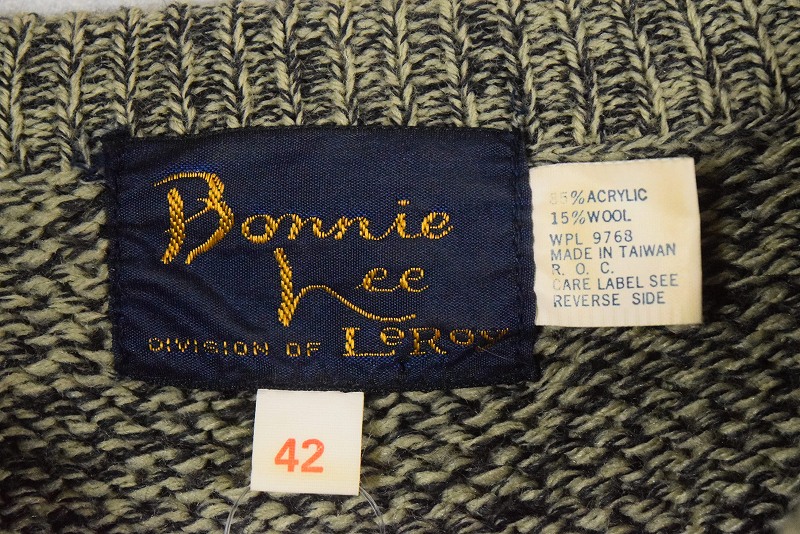 Bonnie
Lee
DIVISION OF LeRoy
85% ACRYLIC
15% WOOL
WPL 9768
MADE IN TAIWAN
R. O. C.
CARE LABEL SEE
REVERSE SIDE
42